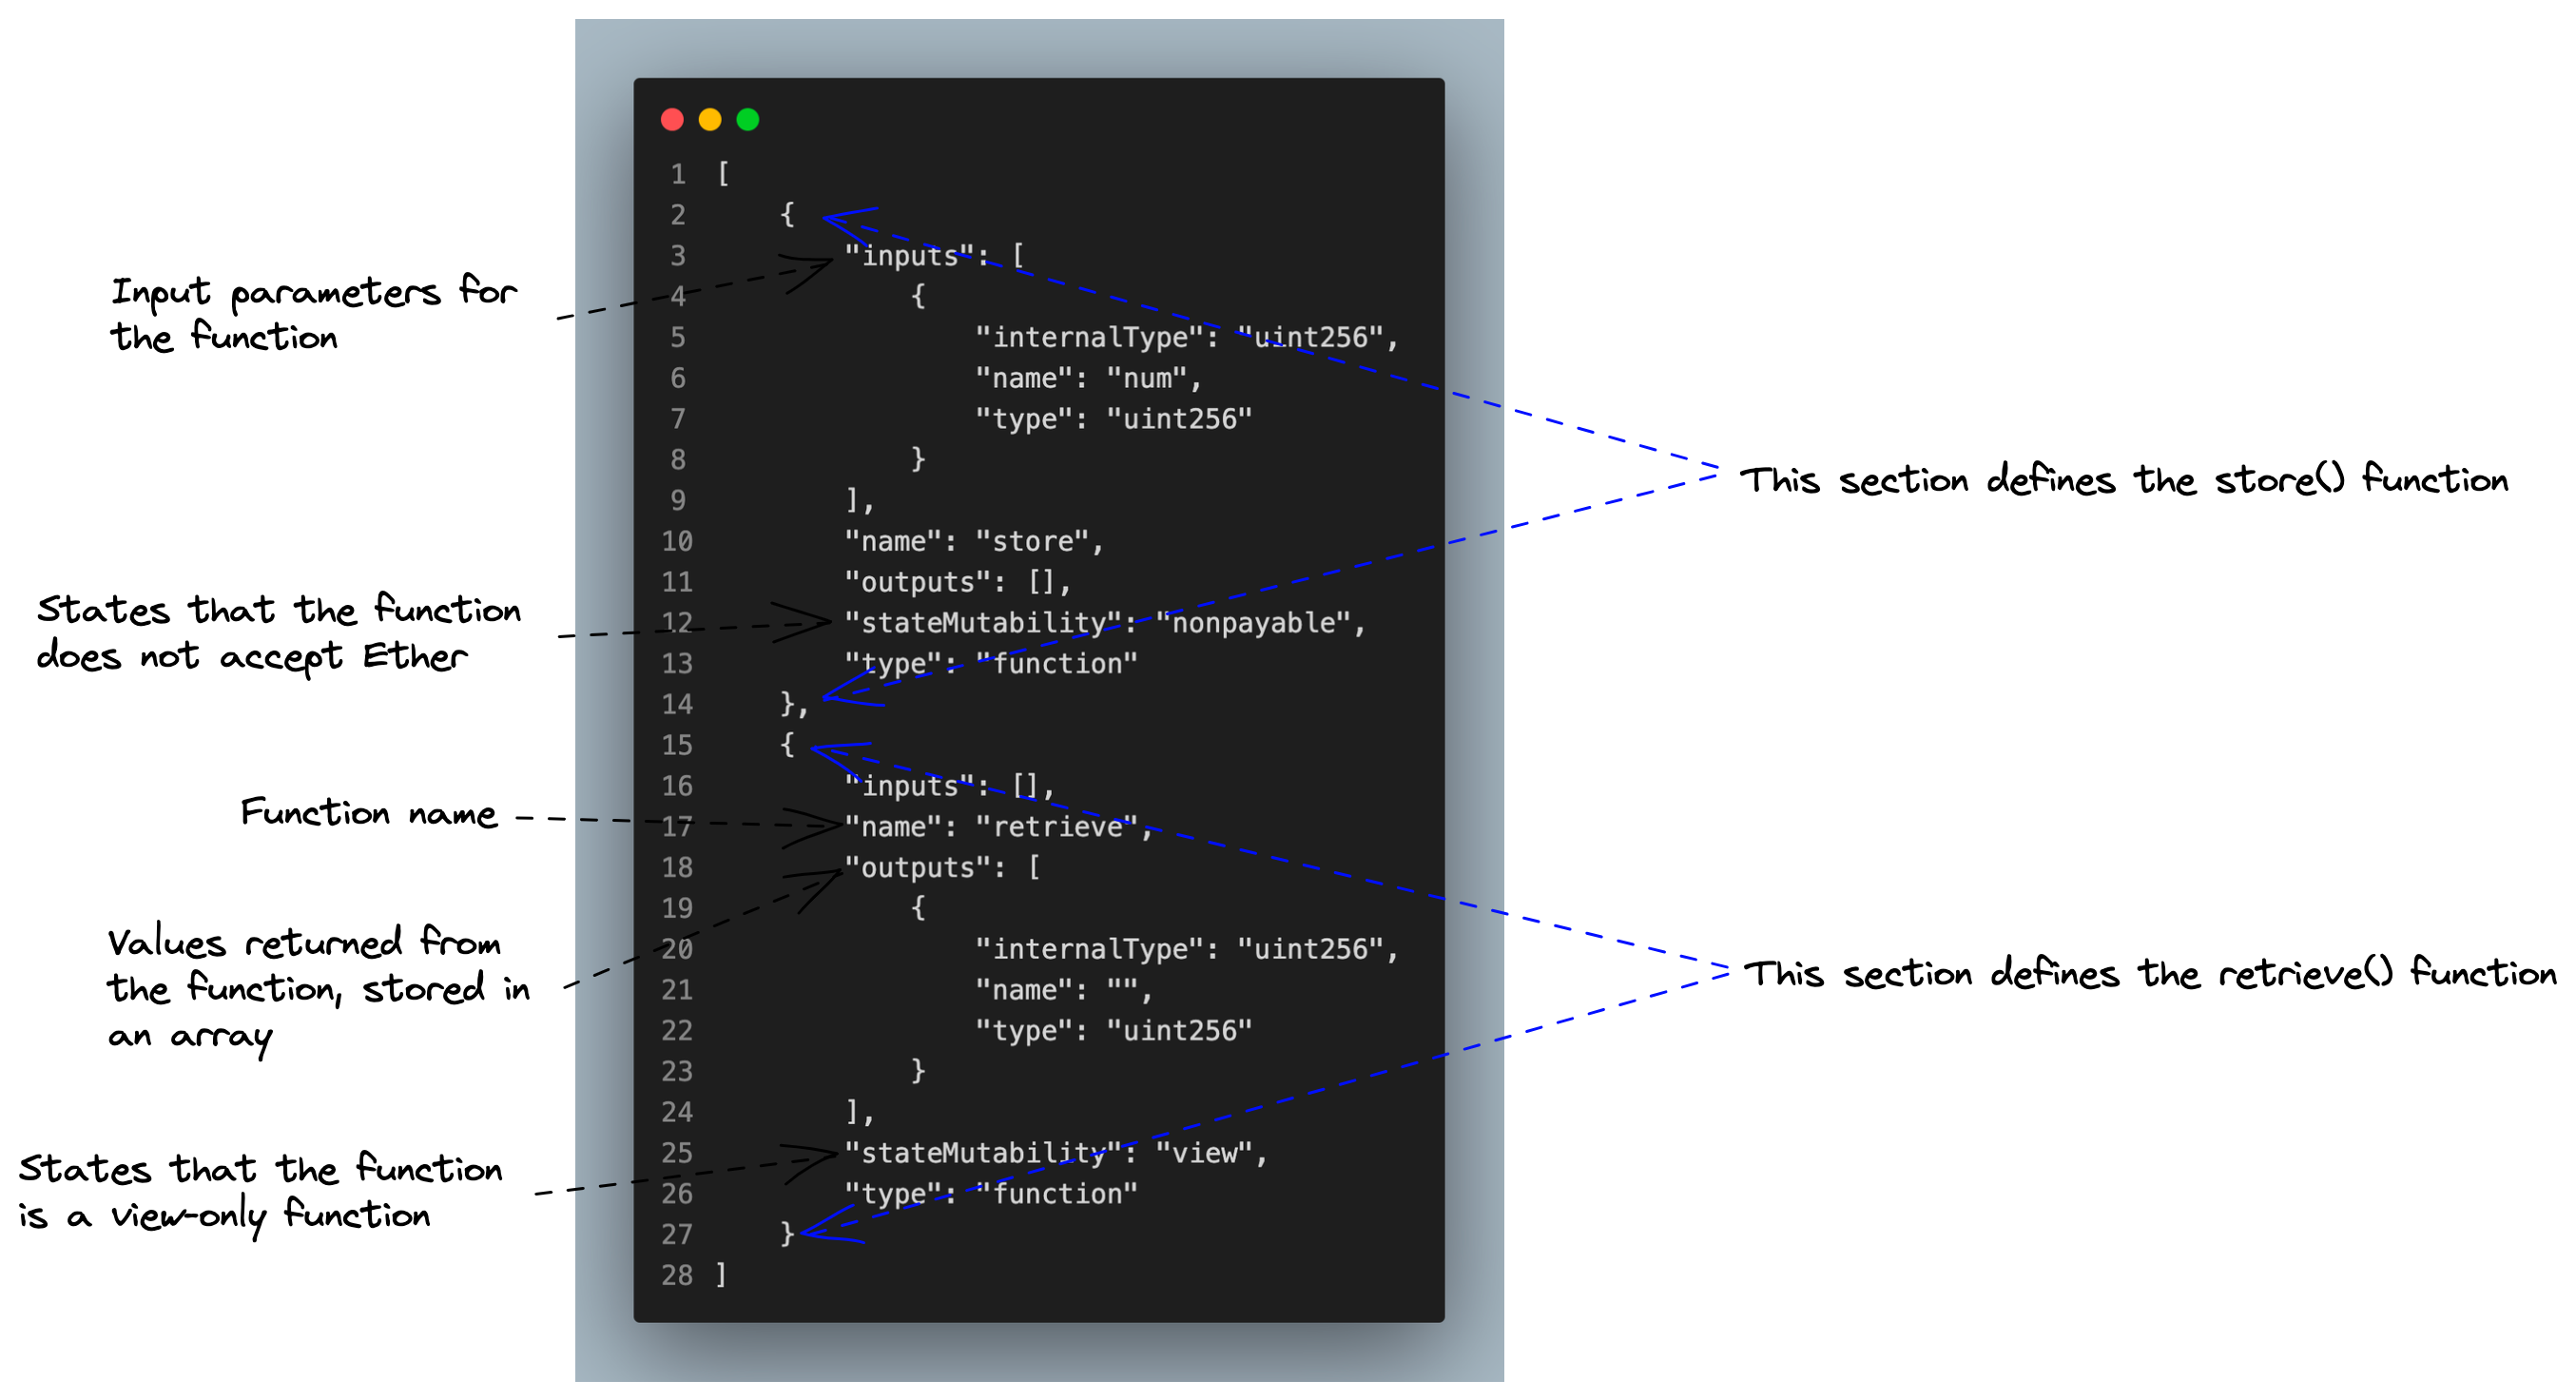 Input parameters for
the function
States that the function
does not accept Ether
Function name
Values returned from
the function, stored in
an array
States that the function
is a view-only function
1 [
2 {
3 "inputs": [
4 {
5 "internalType": "uint256",
6 "name": "num",
7 "type": "uint256"
8 }
9 ],
10 "name": "store",
11 "outputs": [],
12 "stateMutability": "nonpayable",
13 "type": "function"
14 },
15 {
16 "inputs": [],
17 "name": "retrieve",
18 "outputs": [
19 {
20 "internalType": "uint256",
21 "name": "",
22 "type": "uint256"
23 }
24 ],
25 "stateMutability": "view",
26 "type": "function"
27 }
28 ]
This section defines the store() function
This section defines the retrieve() function